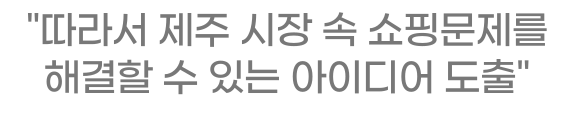 "따라서 제주 시장 속 쇼핑문제를
해결할 수 있는 아이디어 도출"